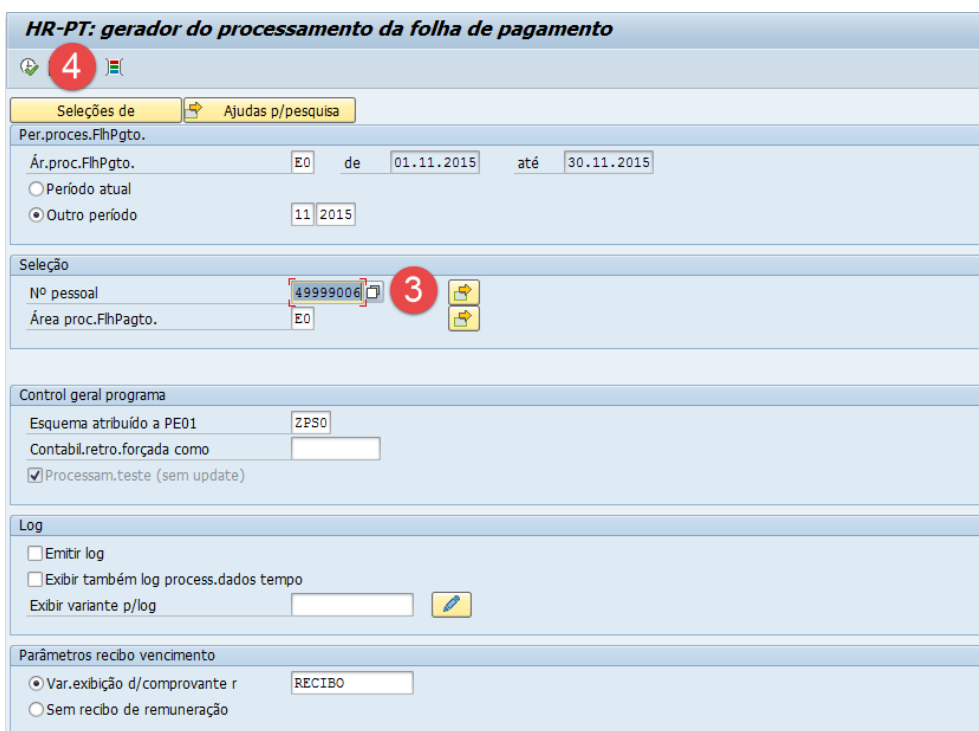 HR-PT: gerador do processamento da folha de pagamento
4
Seleções de Ajudas p/pesquisa
Per.proces.FlhPgto.
Ár.proc.FlhPgto. E0 de 01.11.2015 até 30.11.2015
Período atual
Outro período 11 2015
Seleção
Nº pessoal 49999006 3
Área proc.FlhPagto. E0
Control geral programa
Esquema atribuído a PE01 ZPS0
Contabil.retro.forçada como
Processam.teste (sem update)
Log
Emitir log
Exibir também log process.dados tempo
Exibir variante p/log
Parâmetros recibo vencimento
Var.exibição d/comprovante r RECIBO
Sem recibo de remuneração